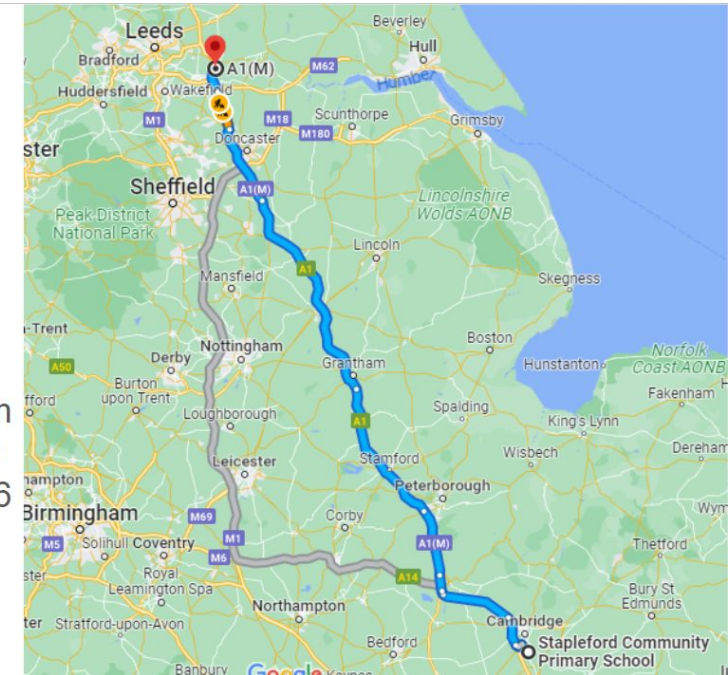 Leeds
Beverley
Bradford
A1(M)
Hull
M62
Humber
Huddersfield
Wakefield
M1
M18
Scunthorpe
M180
Grimsby
Doncaster
ster
Sheffield
A1(M)
Peak District
National Park
Lincolnshire
Wolds AONB
Lincoln
A1
Mansfield
Skegness
n-Trent
Nottingham
Boston
Derby
Grantham
Hunstanton
Norfolk
Coast AONB
A50
Burton
upon Trent
Fakenham
H
fford
m
Loughborough
A1
Spalding
King's Lynn
Stamford
Wisbech
Dereham
Leicester
hampton
6
Peterborough
Birmingham
M69
Corby
Wym
M5
Solihull
Coventry
M1
M6
A1(M)
Thetford
ster
Royal
Leamington Spa
A14
Bury St
Edmunds
Northampton
ter
Stratford-upon-Avon
Cambridge
Bedford
Stapleford Community
Primary School
Banbury
Google
Keynes